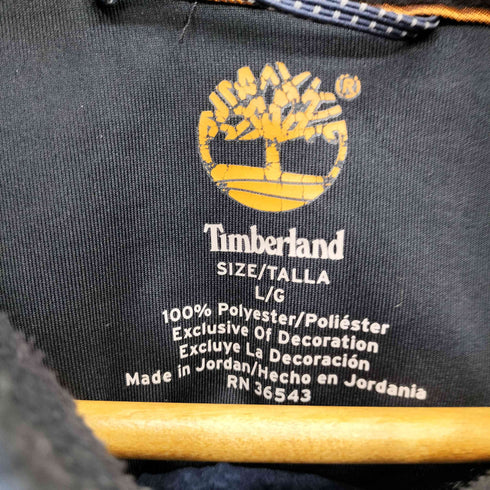 ®
Timberland
SIZE/TALLA
L/G
100% Polyester/Poliéster
Exclusive Of Decoration
Excluye La Decoración
Made in Jordan/Hecho en Jordania
RN 36543